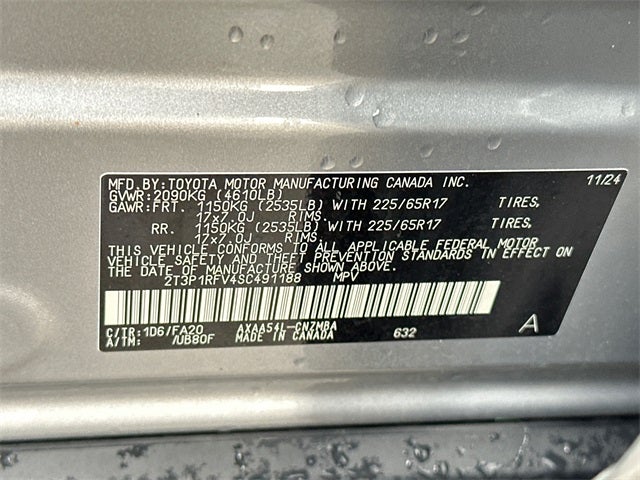 MFD. BY: TOYOTA MOTOR MANUFACTURING CANADA INC. 11/24
GVWR: 2090KG (4610LB)
GAWR: FRT. 1150KG (2535LB) WITH 225/65R17 TIRES.
17x7.0J RIMS.
RR. 1150KG (2535LB) WITH 225/65R17 TIRES.
17x7.0J RIMS.
THIS VEHICLE CONFORMS TO ALL APPLICABLE FEDERAL MOTOR
VEHICLE SAFETY AND THEFT PREVENTION STANDARDS IN EFFECT ON
THE DATE OF MANUFACTURE SHOWN ABOVE.
2T3P1RFV4SC491188 MPV
C/TR: 1D6/FA20 AXAA54L-CNZMBA 632 A
A/TM: /UB80F MADE IN CANADA